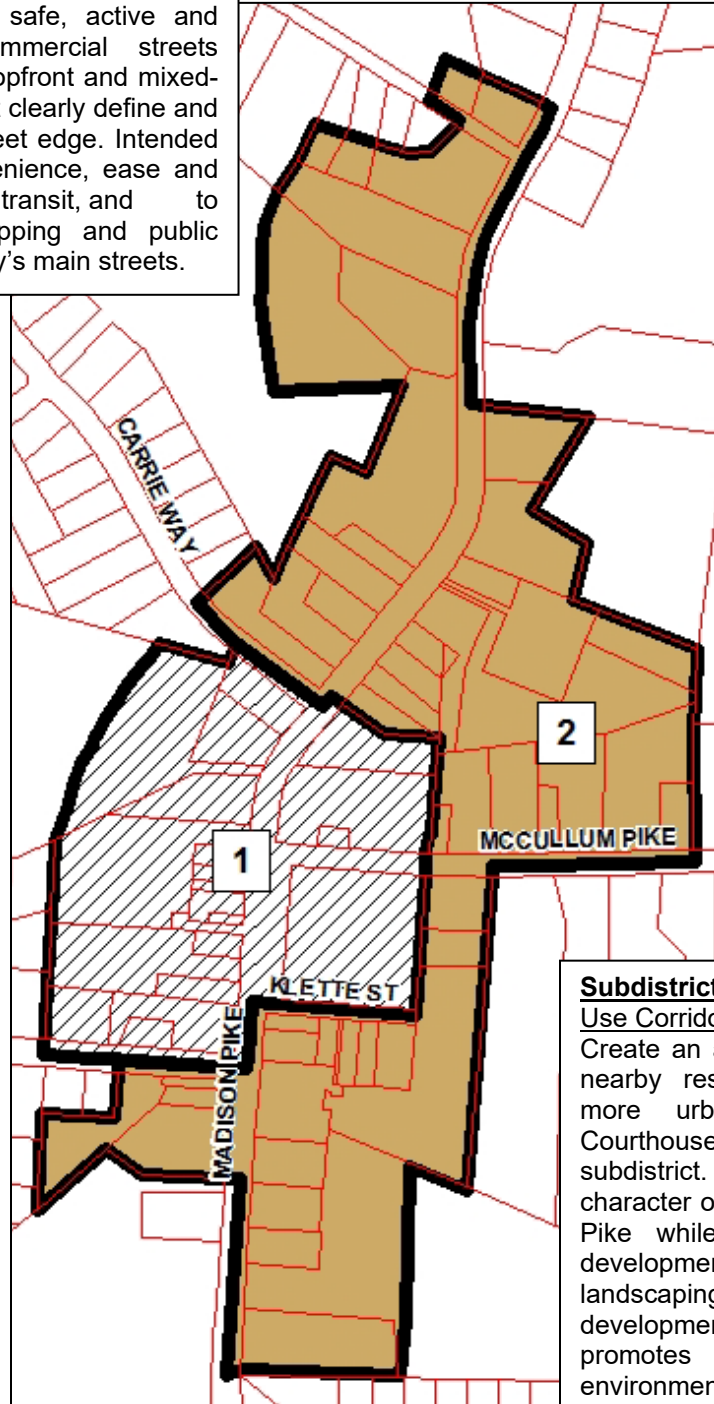 safe, active and
mmercial streets
opfront and mixed-
clearly define and
eet edge. Intended
enience, ease and
transit, and to
pping and public
y's main streets.
CARRIE WAY
2
MCCULLUM PIKE
1
KLETTE ST
MADISON PIKE
Subdistrict
Use Corrido
Create an a
nearby res
more urb
Courthouse
subdistrict.
character o
Pike while
developmen
landscaping
developmen
promotes
environmen